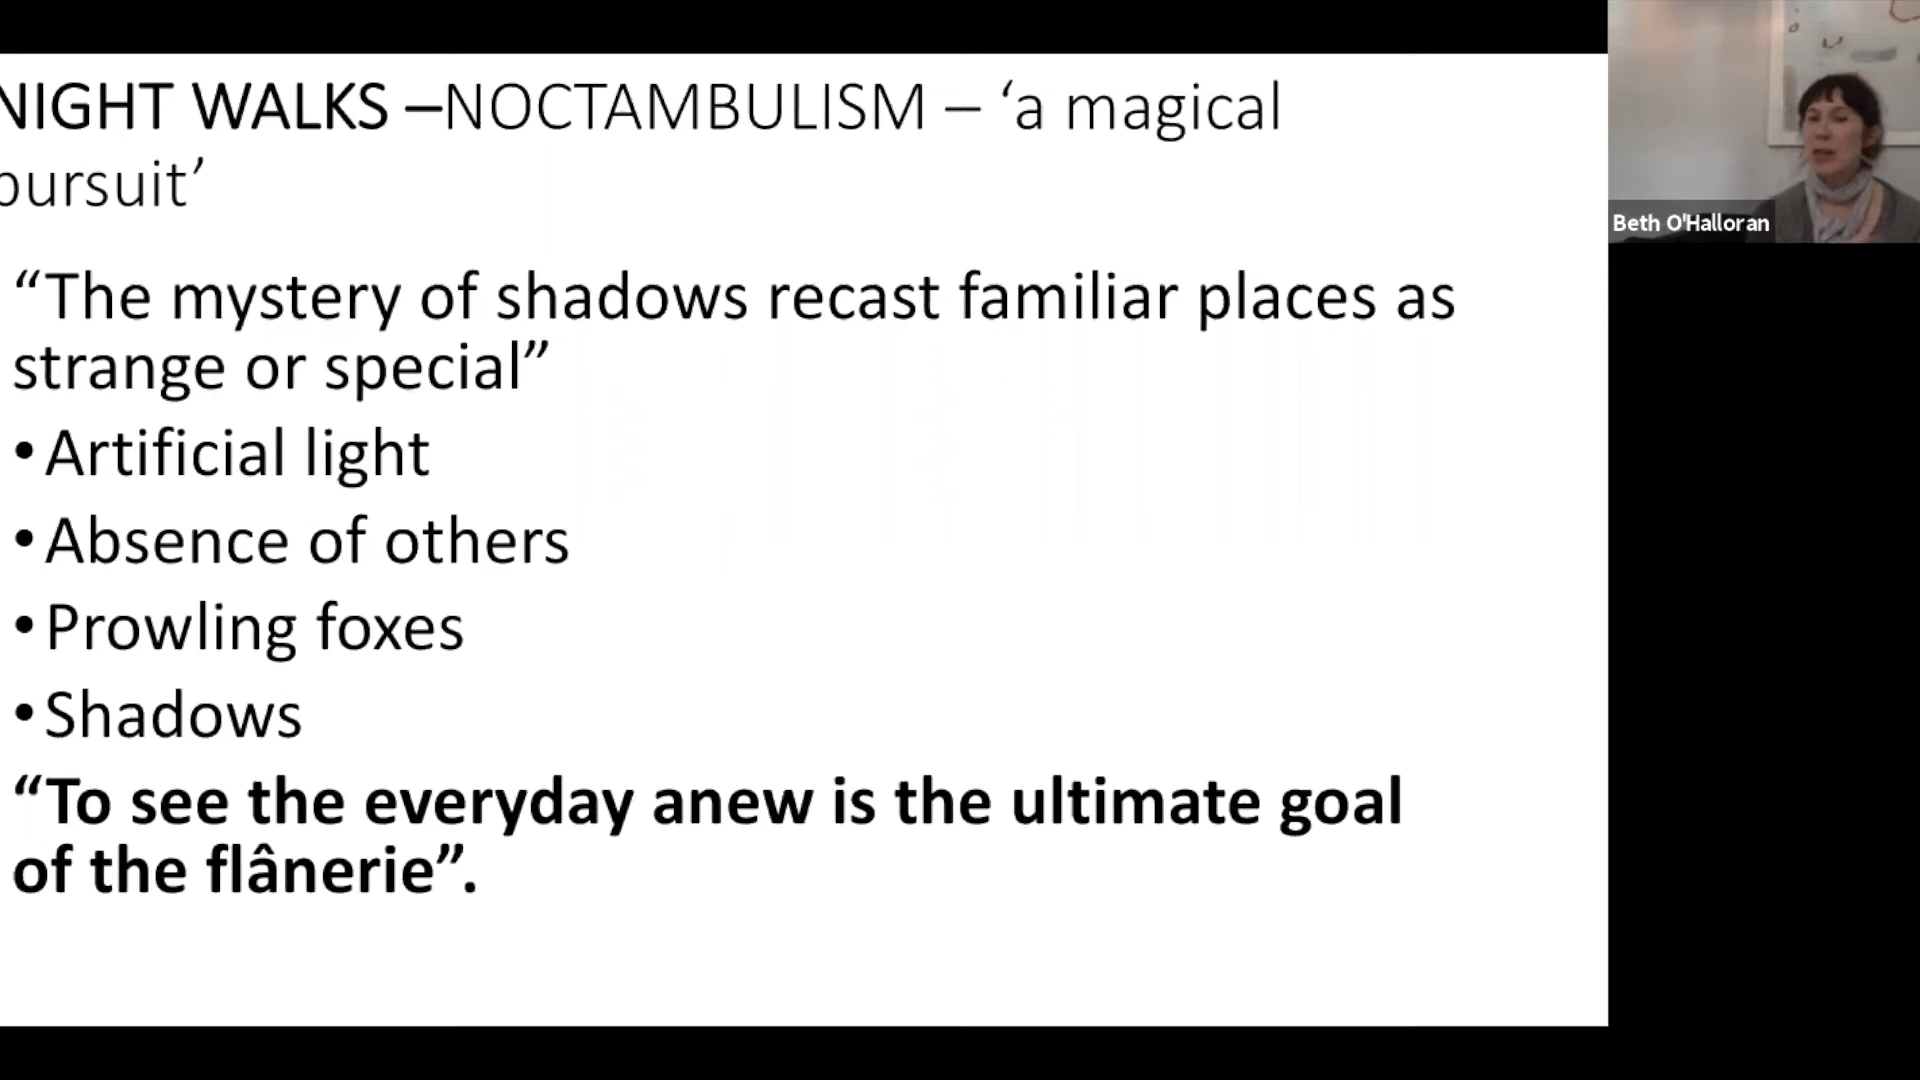 NIGHT WALKS –NOCTAMBULISM – ‘a magical
pursuit’
“The mystery of shadows recast familiar places as
strange or special”
•Artificial light
•Absence of others
•Prowling foxes
•Shadows
“To see the everyday anew is the ultimate goal
of the flânerie”.
Beth O'Halloran